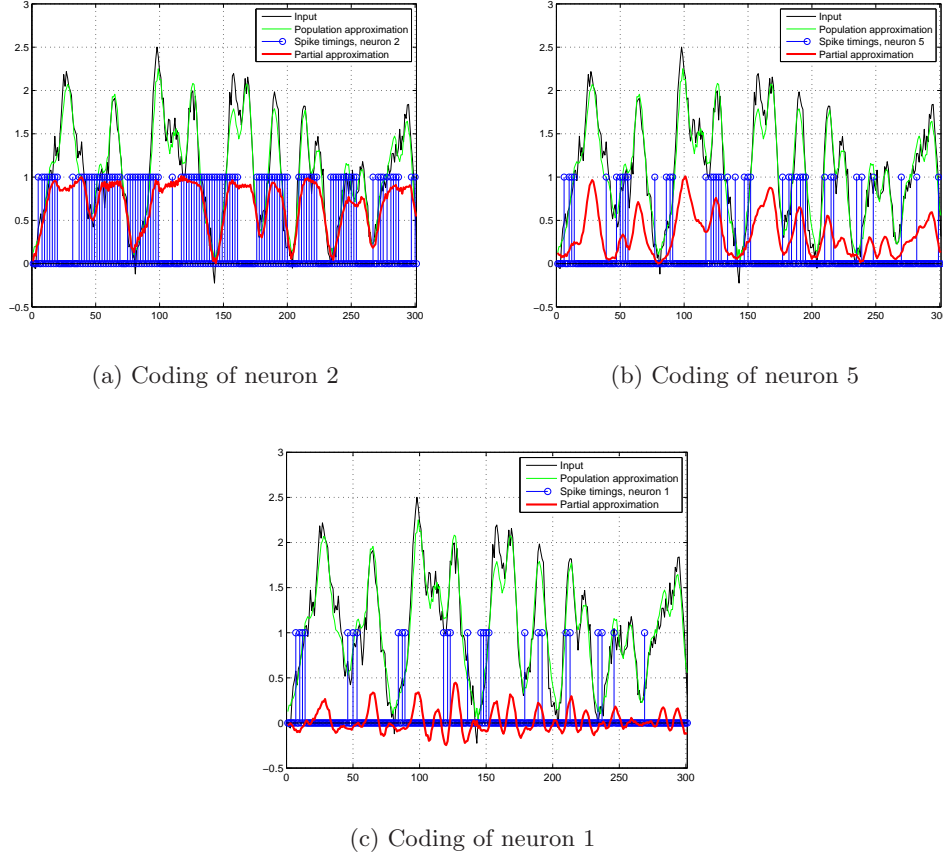 3
2.5
2
1.5
1
0.5
0
−0.5
0 50 100 150 200 250 300
Input
Population approximation
Spike timings, neuron 2
Partial approximation
(a) Coding of neuron 2
3
2.5
2
1.5
1
0.5
0
−0.5
0 50 100 150 200 250 300
Input
Population approximation
Spike timings, neuron 5
Partial approximation
(b) Coding of neuron 5
3
2.5
2
1.5
1
0.5
0
−0.5
0 50 100 150 200 250 300
Input
Population approximation
Spike timings, neuron 1
Partial approximation
(c) Coding of neuron 1